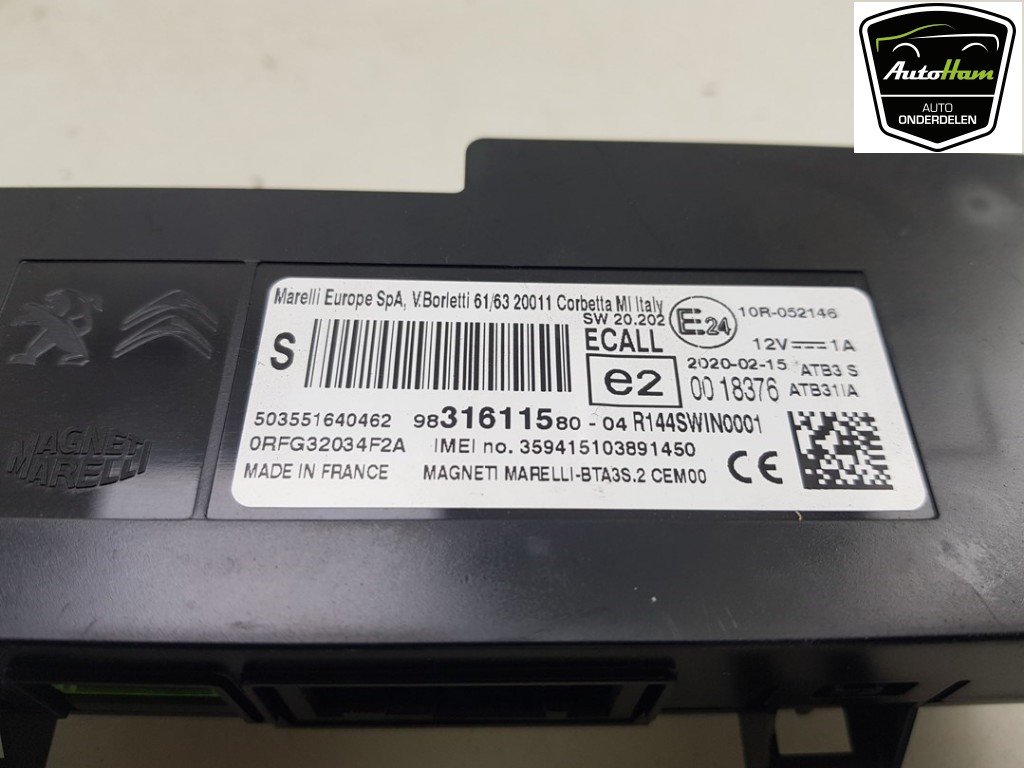 AutoHam
AUTO
ONDERDELEN
Marelli Europe SpA, V.Borletti 61/63 20011 Corbetta MI Italy
SW 20.202
ECALL
E24
10R-052146
12V⎓1A
S
e2
2020-02-15 ATB3 S
00 18376 ATB31IA
503551640462 9831611580-04 R144SWIN0001
0RFG32034F2A IMEI no. 359415103891450
MADE IN FRANCE MAGNETI MARELLI-BTA3S.2 CEM00
CE
MAGNETI
MARELLI